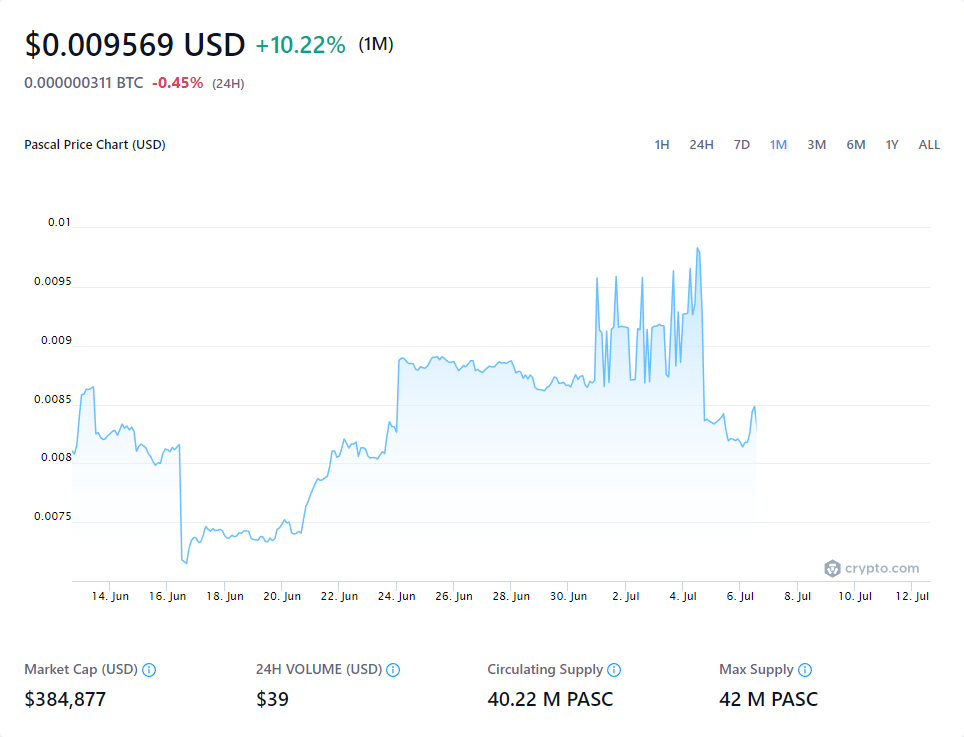 $0.009569 USD +10.22% (1M)
0.000000311 BTC -0.45% (24H)
Pascal Price Chart (USD) 1H 24H 7D 1M 3M 6M 1Y ALL
0.01
0.0095
0.009
0.0085
0.008
0.0075
crypto.com
14. Jun 16. Jun 18. Jun 20. Jun 22. Jun 24. Jun 26. Jun 28. Jun 30. Jun 2. Jul 4. Jul 6. Jul 8. Jul 10. Jul 12. Jul
Market Cap (USD) 24H VOLUME (USD) Circulating Supply Max Supply
$384,877 $39 40.22 M PASC 42 M PASC